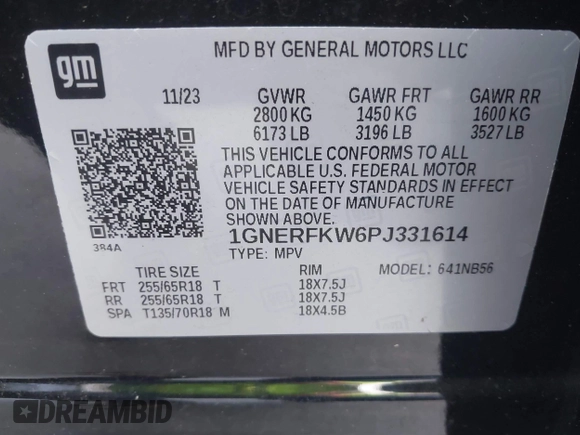 gm
MFD BY GENERAL MOTORS LLC
11/23 GVWR GAWR FRT GAWR RR
2800 KG 1450 KG 1600 KG
6173 LB 3196 LB 3527 LB
THIS VEHICLE CONFORMS TO ALL
APPLICABLE U.S. FEDERAL MOTOR
VEHICLE SAFETY STANDARDS IN EFFECT
ON THE DATE OF MANUFACTURE
SHOWN ABOVE.
384A
1GNERFKW6PJ331614
TYPE: MPV
TIRE SIZE RIM MODEL: 641NB56
FRT 255/65R18 T 18X7.5J
RR 255/65R18 T 18X7.5J
SPA T135/70R18 M 18X4.5B
DREAMBID